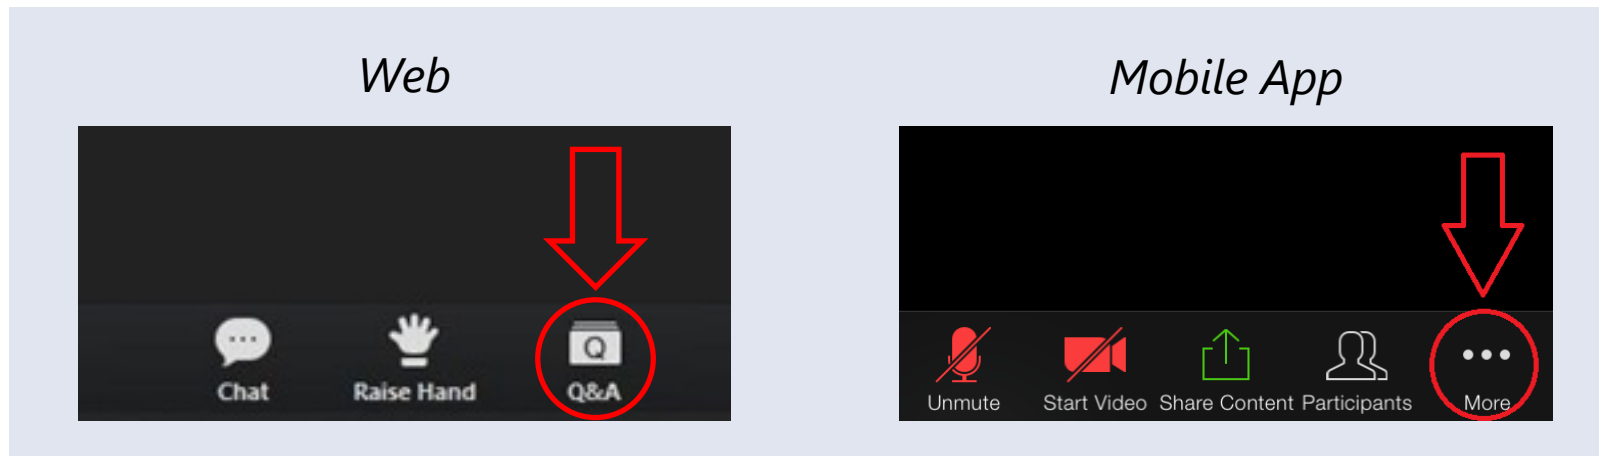 Web
Mobile App
Chat
Raise Hand
Q
Q&A
Unmute
Start Video
Share Content
Participants
More